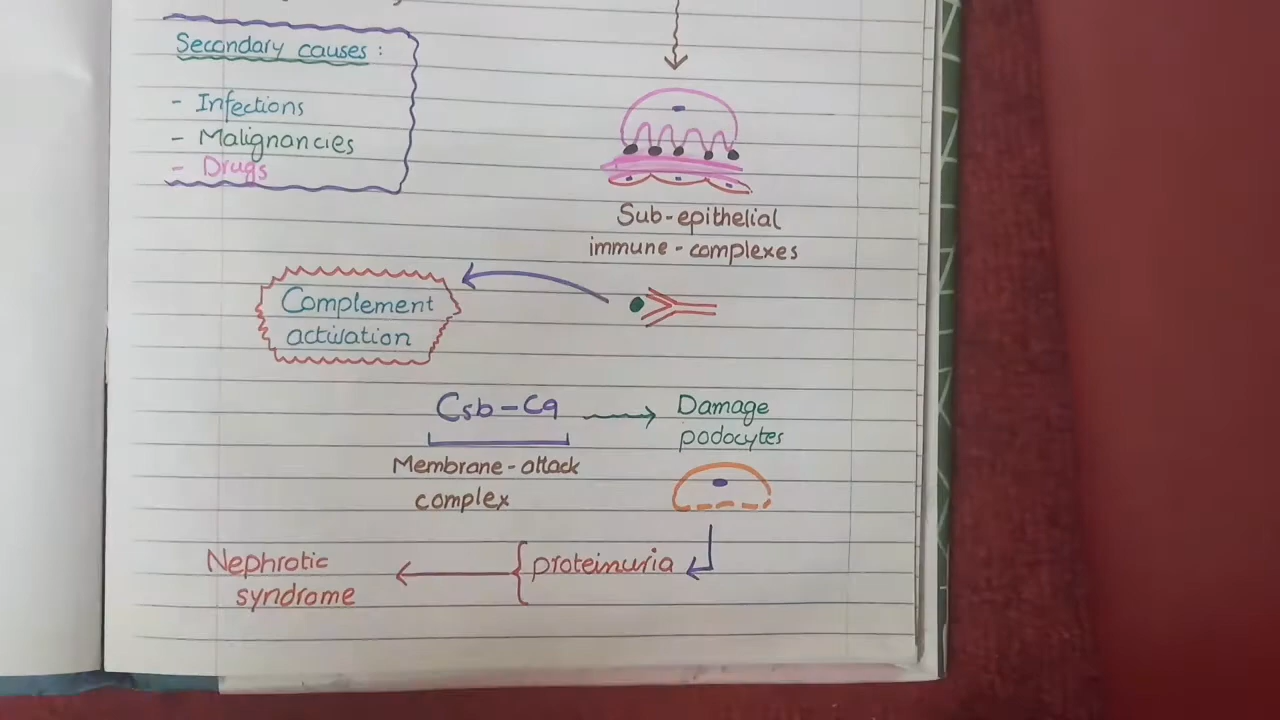 Secondary causes :
- Infections
- Malignancies
- Drugs
Sub-epithelial
immune-complexes
Complement
activation
C5b-C9
Damage
podocytes
Membrane-attack
complex
proteinuria
Nephrotic
syndrome